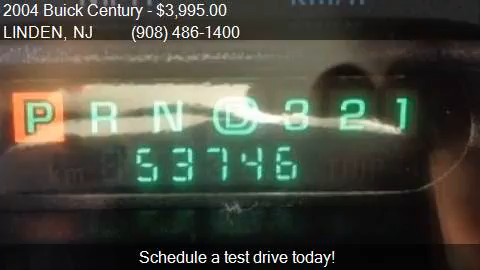 2004 Buick Century - $3,995.00
LINDEN, NJ (908) 486-1400
P R N D 3 2 1
53746
Schedule a test drive today!